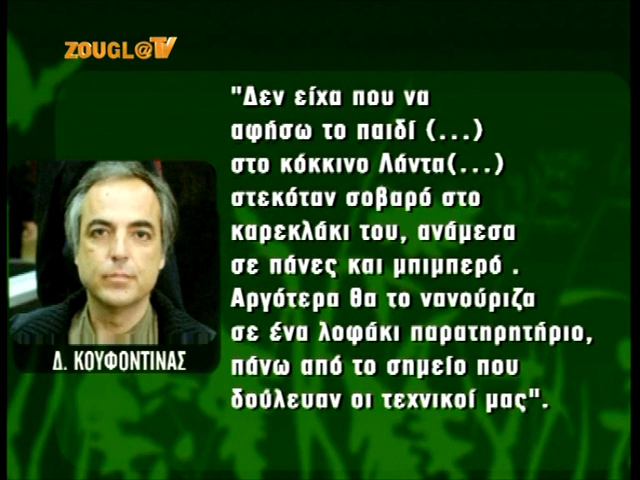 ZOUGL@TV
"Δεν είχα που να
αφήσω το παιδί (...)
στο κόκκινο Λάντα(...)
στεκόταν σοβαρό στο
καρεκλάκι του, ανάμεσα
σε πάνες και μπιμπερό .
Αργότερα θα το νανούριζα
σε ένα λοφάκι παρατηρητήριο,
πάνω από το σημείο που
δούλευαν οι τεχνικοί μας".
Δ. ΚΟΥΦΟΝΤΙΝΑΣ